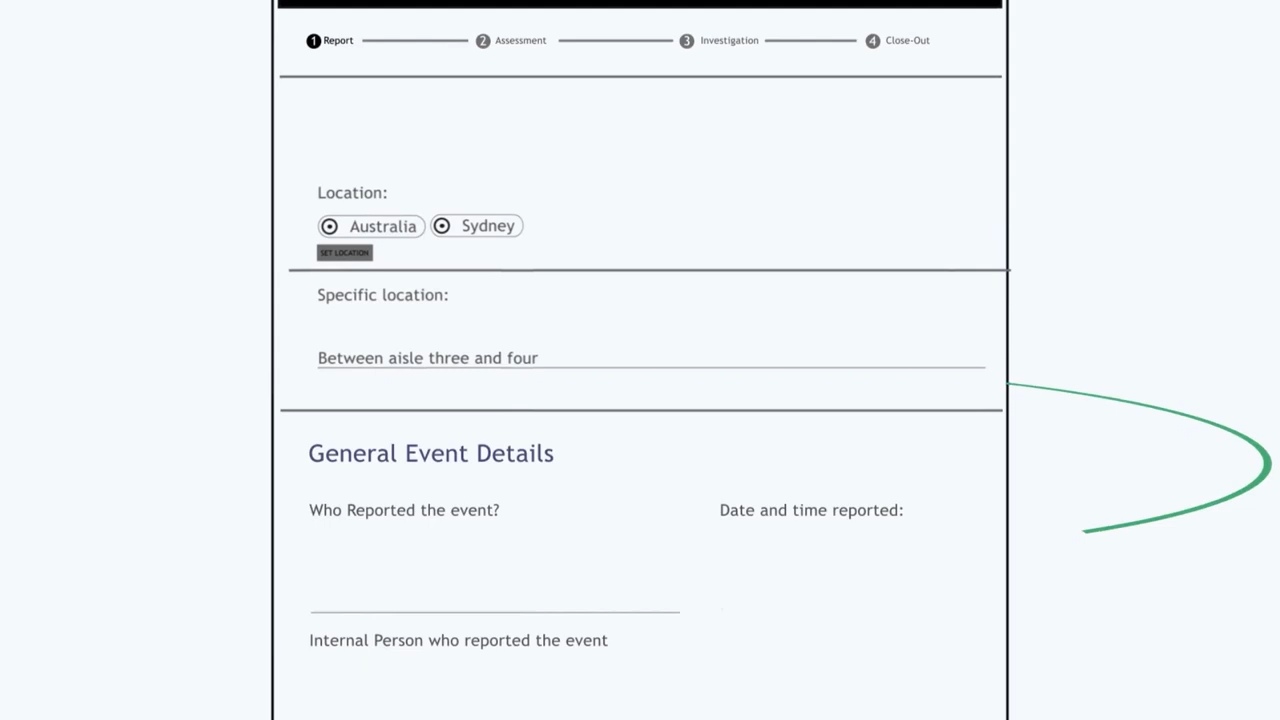 1 Report 2 Assessment 3 Investigation 4 Close-Out
Location:
Australia Sydney
SET LOCATION
Specific location:
Between aisle three and four
General Event Details
Who Reported the event? Date and time reported:
Internal Person who reported the event